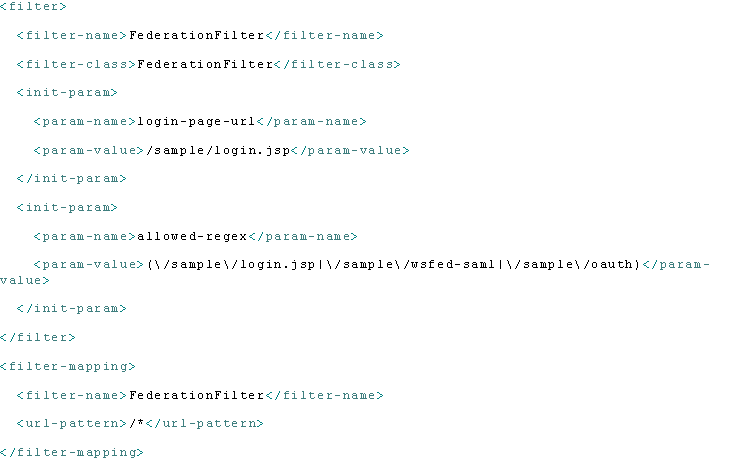 <filter>
<filter-name>FederationFilter</filter-name>
<filter-class>FederationFilter</filter-class>
<init-param>
<param-name>login-page-url</param-name>
<param-value>/sample/login.jsp</param-value>
</init-param>
<init-param>
<param-name>allowed-regex</param-name>
<param-value>(\/sample\/login.jsp|\/sample\/wsfed-saml|\/sample\/oauth)</param-
value>
</init-param>
</filter>
<filter-mapping>
<filter-name>FederationFilter</filter-name>
<url-pattern>/*</url-pattern>
</filter-mapping>